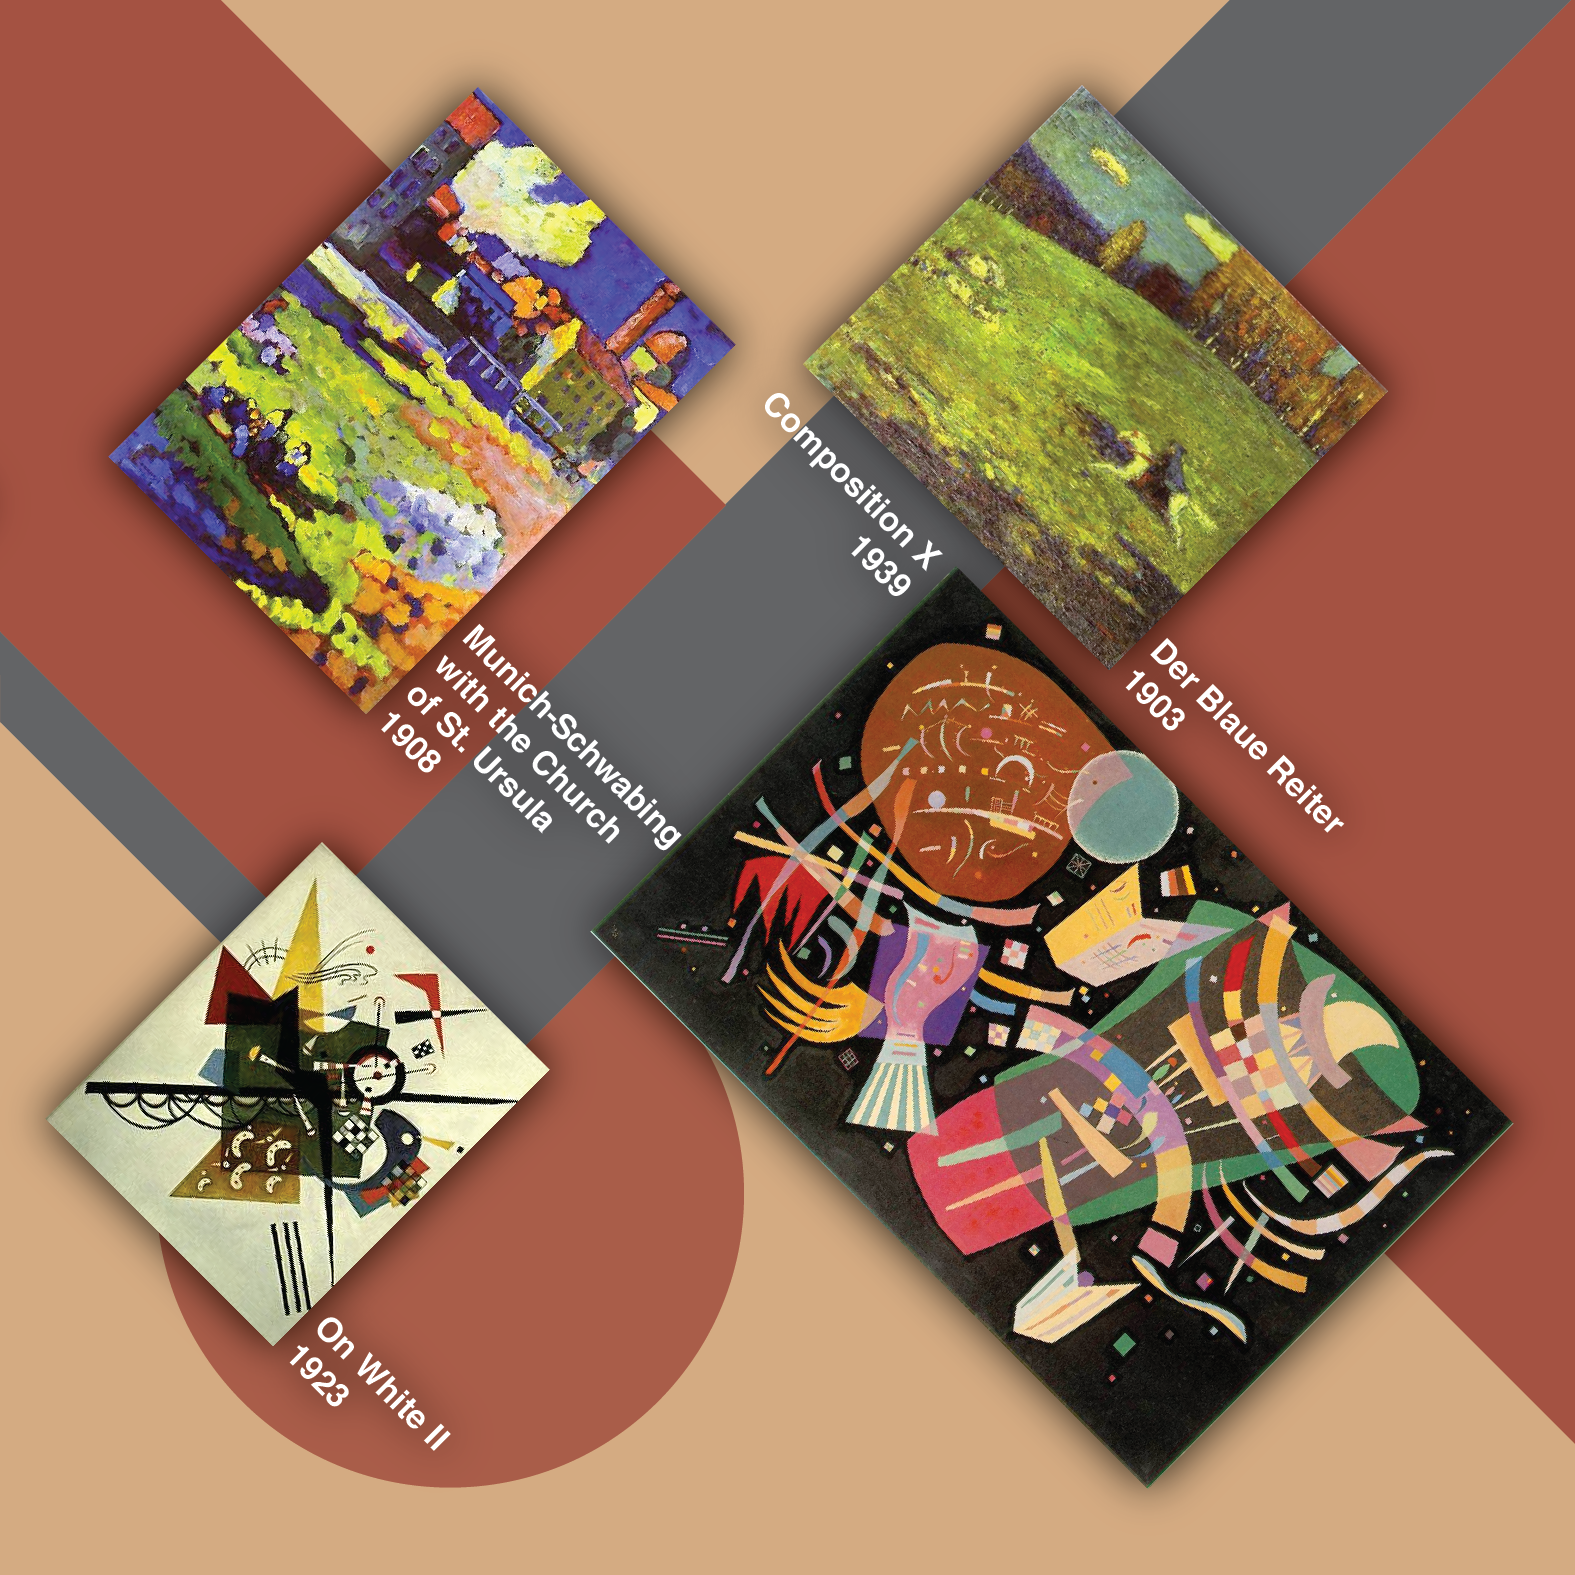 Composition X
1939
Munich-Schwabing
with the Church
of St. Ursula
1908
Der Blaue Reiter
1903
On White II
1923